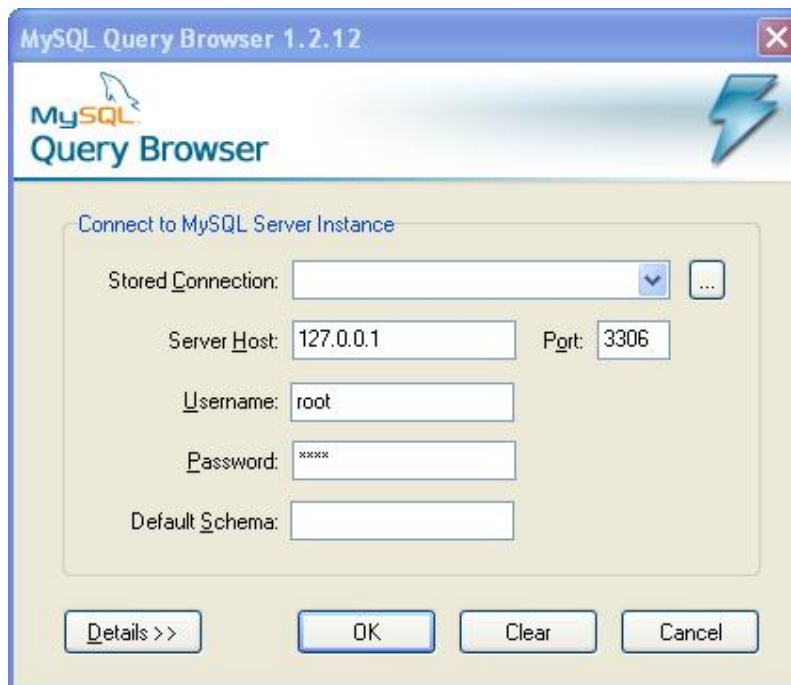 MySQL Query Browser 1.2.12
MySQL
Query Browser
Connect to MySQL Server Instance
Stored Connection:
...
Server Host: 127.0.0.1 Port: 3306
Username: root
Password: ****
Default Schema:
Details >> OK Clear Cancel